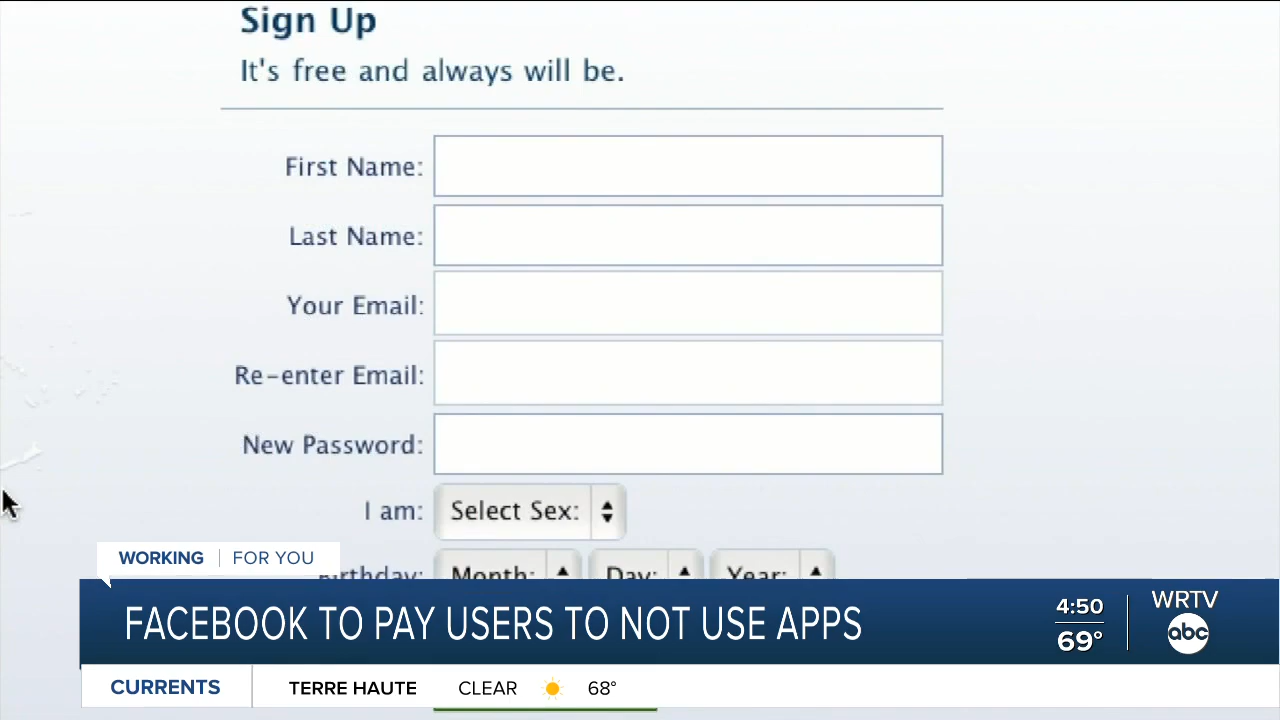 Sign Up
It's free and always will be.
First Name:
Last Name:
Your Email:
Re-enter Email:
New Password:
I am: Select Sex:
Birthday: Month: Day: Year:
WORKING | FOR YOU
FACEBOOK TO PAY USERS TO NOT USE APPS
4:50
69°
WRTV
abc
CURRENTS TERRE HAUTE CLEAR 68°